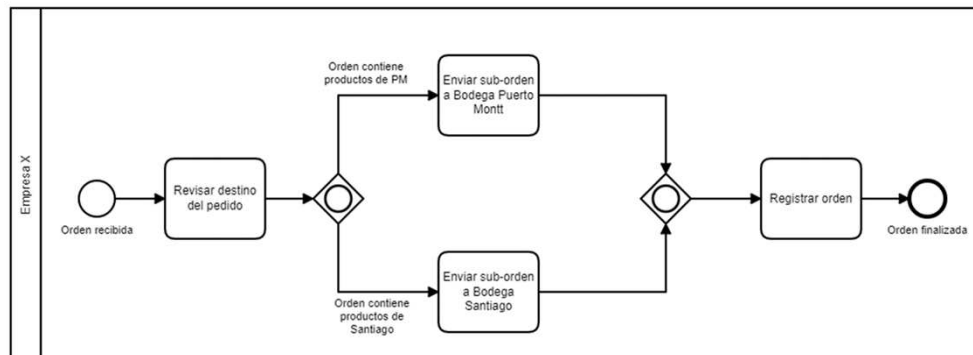 Empresa X
Orden recibida
Revisar destino
del pedido
Orden contiene
productos de PM
Enviar sub-orden
a Bodega Puerto
Montt
Orden contiene
productos de
Santiago
Enviar sub-orden
a Bodega
Santiago
Registrar orden
Orden finalizada